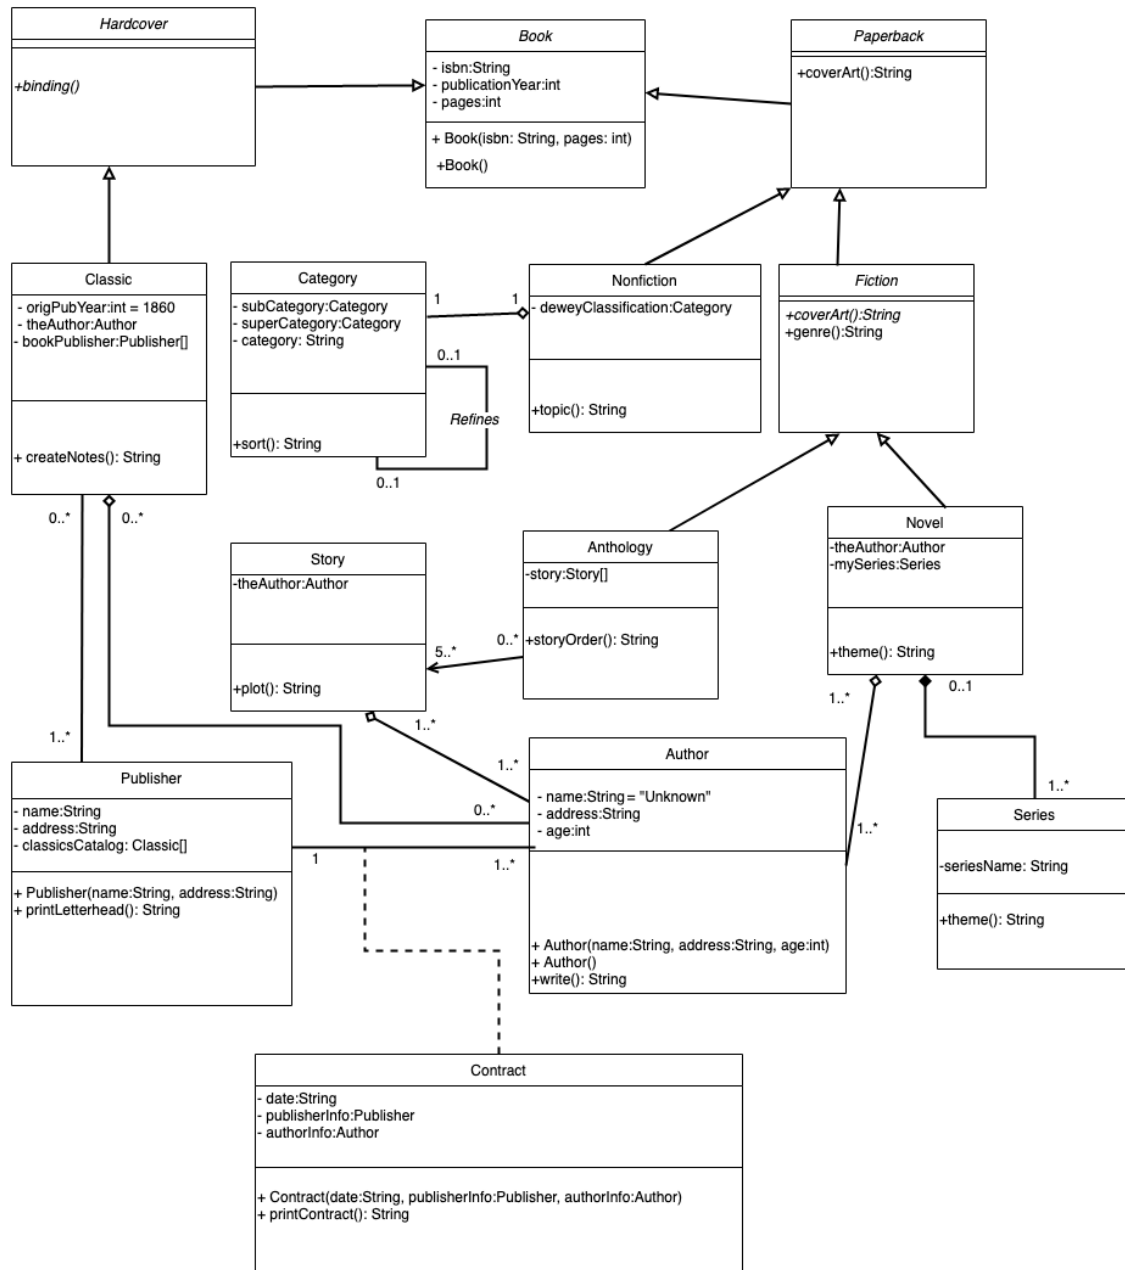 Hardcover
+binding()
Book
- isbn:String
- publicationYear:int
- pages:int
+ Book(isbn: String, pages: int)
+Book()
Paperback
+coverArt():String
Classic
- origPubYear:int = 1860
- theAuthor:Author
- bookPublisher:Publisher[]
+ createNotes(): String
Category
- subCategory:Category
- superCategory:Category
- category: String
+sort(): String
1
1
0..1
Refines
0..1
Nonfiction
- deweyClassification:Category
+topic(): String
Fiction
+coverArt():String
+genre():String
0..*
0..*
Story
-theAuthor:Author
+plot(): String
5..*
0..*
Anthology
-story:Story[]
+storyOrder(): String
Novel
-theAuthor:Author
-mySeries:Series
+theme(): String
1..*
0..1
1..*
1..*
1..*
0..*
1..*
1..*
Publisher
- name:String
- address:String
- classicsCatalog: Classic[]
+ Publisher(name:String, address:String)
+ printLetterhead(): String
1
1..*
Author
- name:String = "Unknown"
- address:String
- age:int
+ Author(name:String, address:String, age:int)
+ Author()
+write(): String
Series
-seriesName: String
+theme(): String
Contract
- date:String
- publisherInfo:Publisher
- authorInfo:Author
+ Contract(date:String, publisherInfo:Publisher, authorInfo:Author)
+ printContract(): String